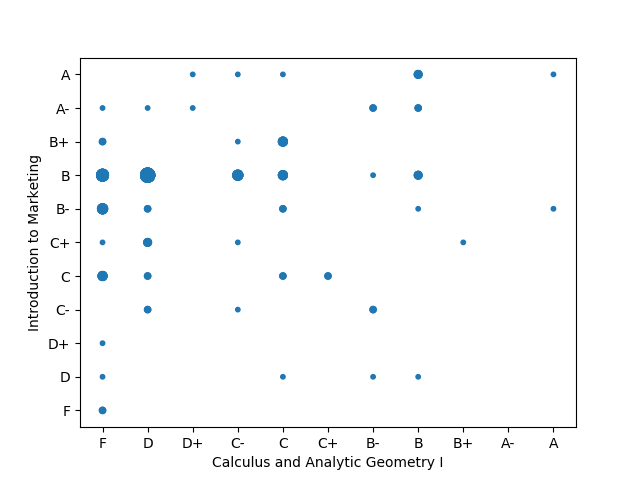 Introduction to Marketing
A
A-
B+
B
B-
C+
C
C-
D+
D
F
F D D+ C- C C+ B- B B+ A- A
Calculus and Analytic Geometry I